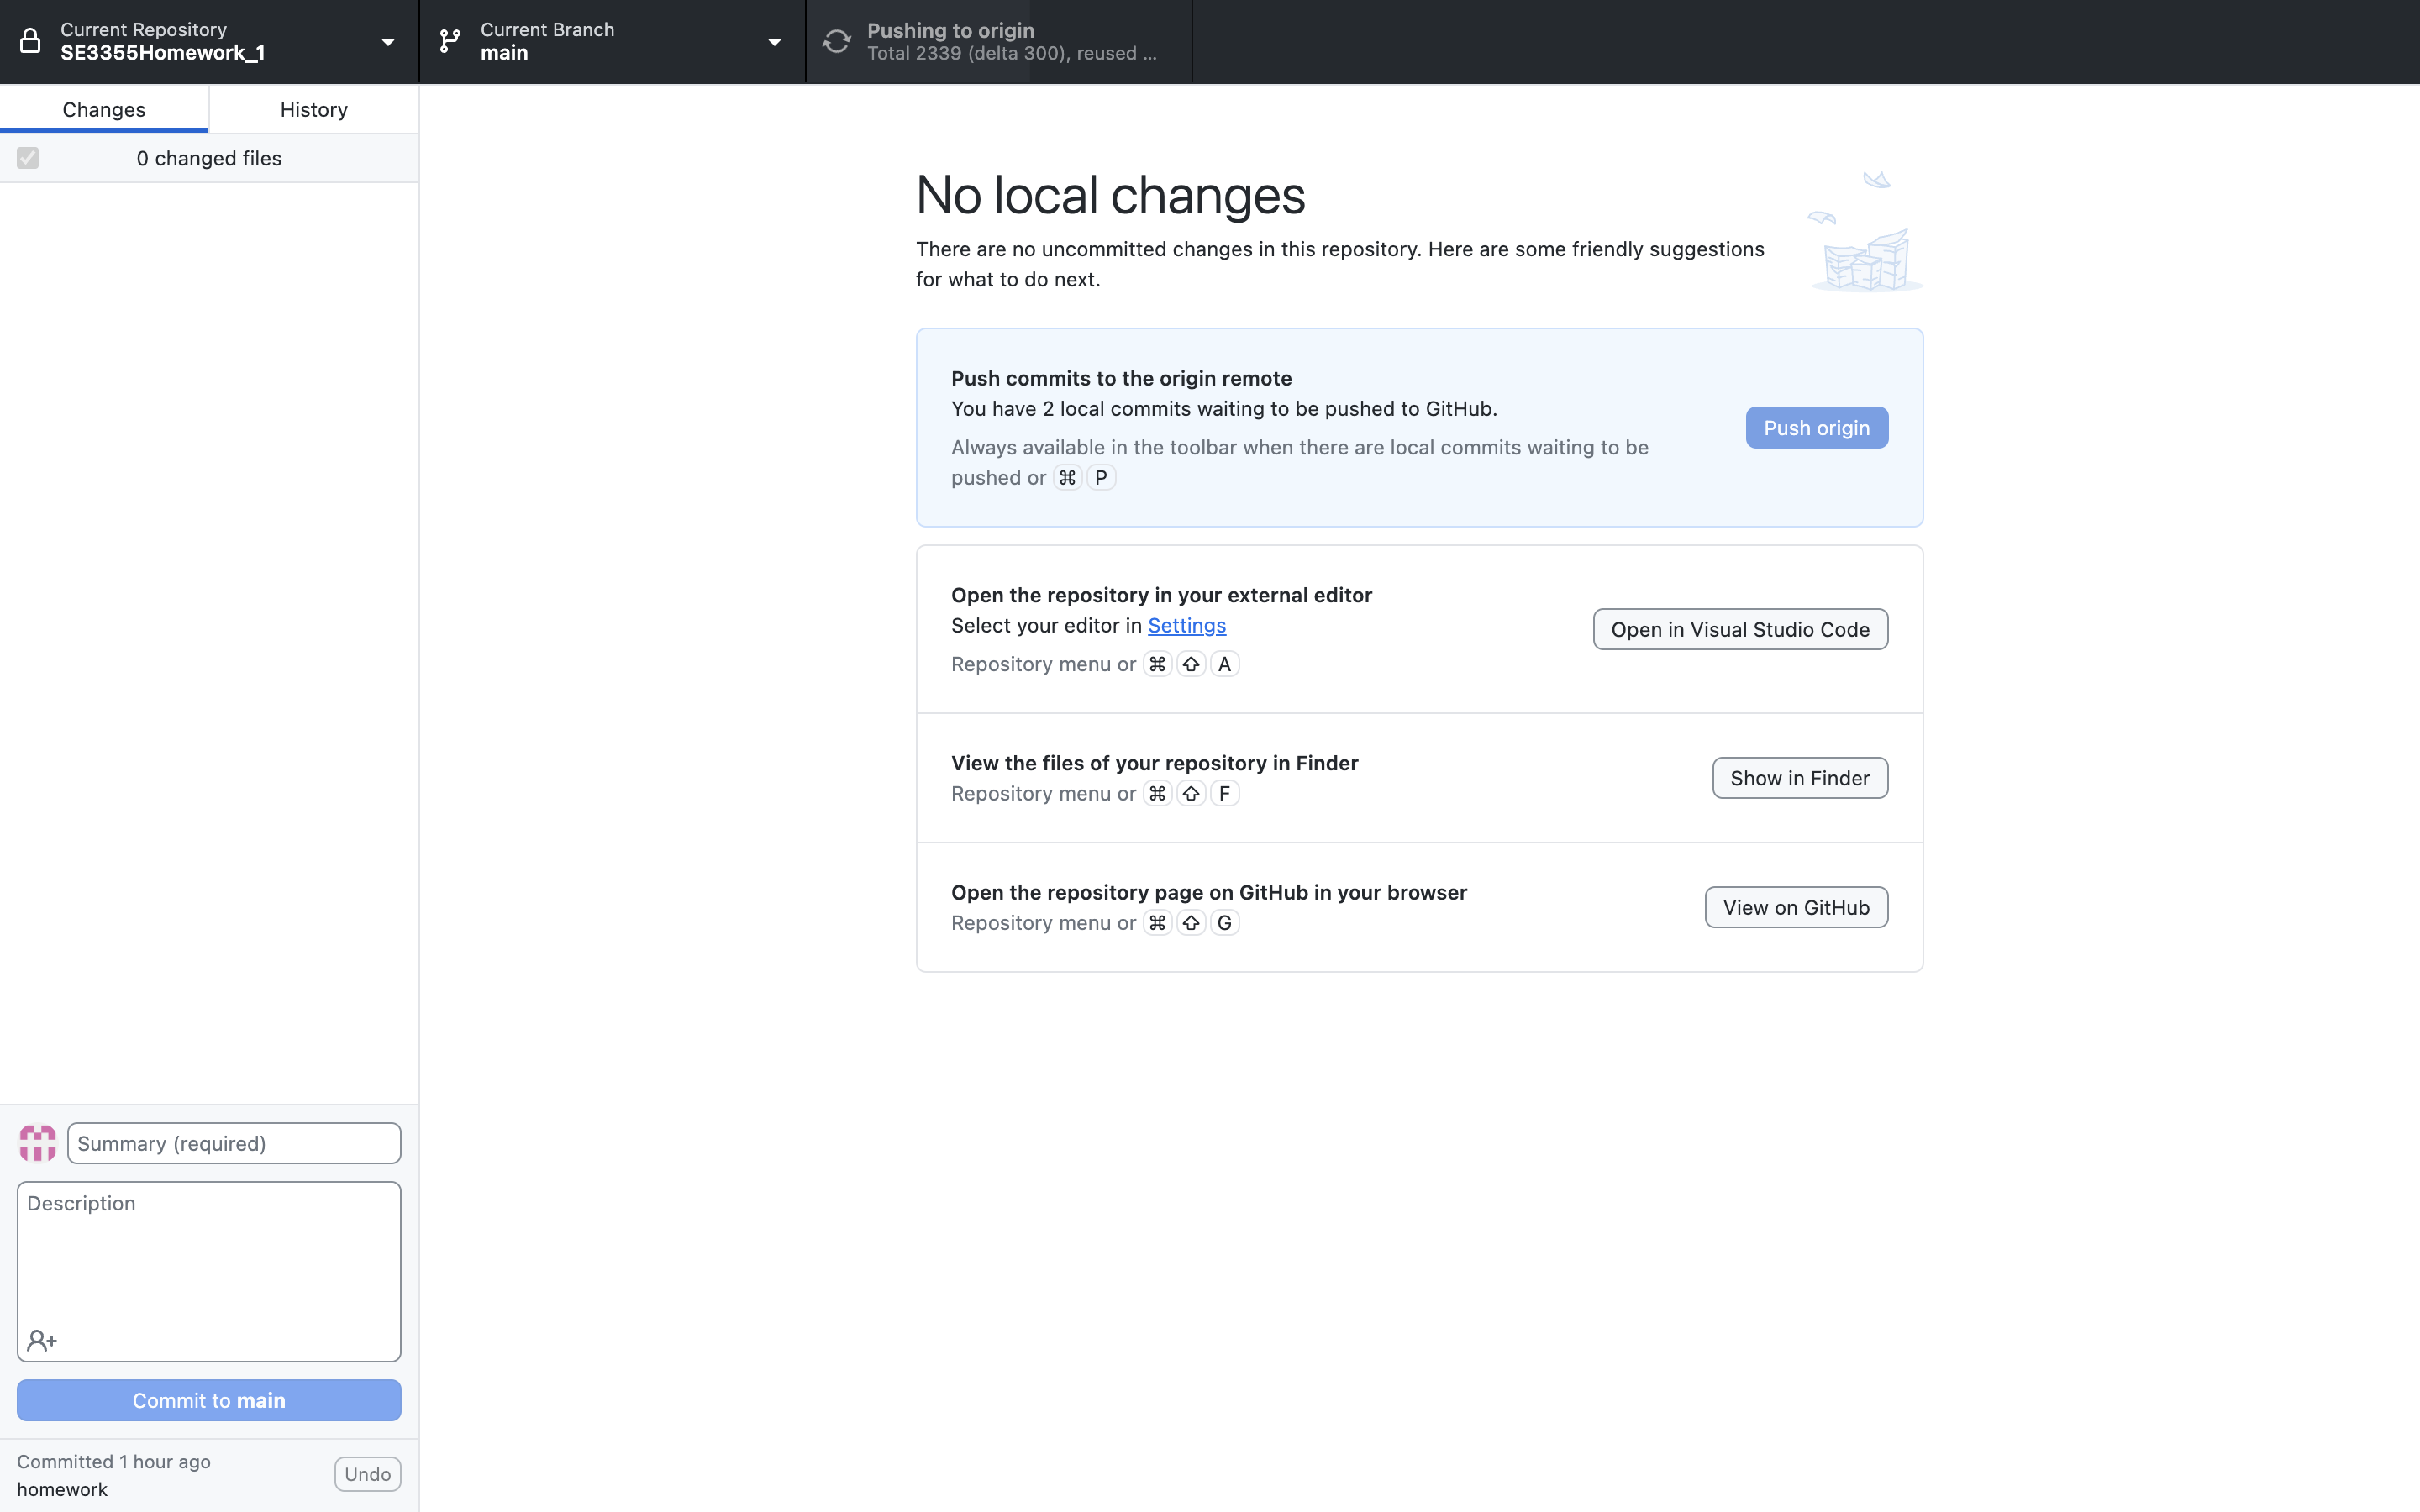 Current Repository
SE3355Homework_1
Current Branch
main
Pushing to origin
Total 2339 (delta 300), reused ...
Changes
History
0 changed files
No local changes
There are no uncommitted changes in this repository. Here are some friendly suggestions
for what to do next.
Push commits to the origin remote
You have 2 local commits waiting to be pushed to GitHub.
Always available in the toolbar when there are local commits waiting to be
pushed or ⌘ P
Push origin
Open the repository in your external editor
Select your editor in Settings
Repository menu or ⌘ ⇧ A
Open in Visual Studio Code
View the files of your repository in Finder
Repository menu or ⌘ ⇧ F
Show in Finder
Open the repository page on GitHub in your browser
Repository menu or ⌘ ⇧ G
View on GitHub
Summary (required)
Description
Commit to main
Committed 1 hour ago
homework
Undo